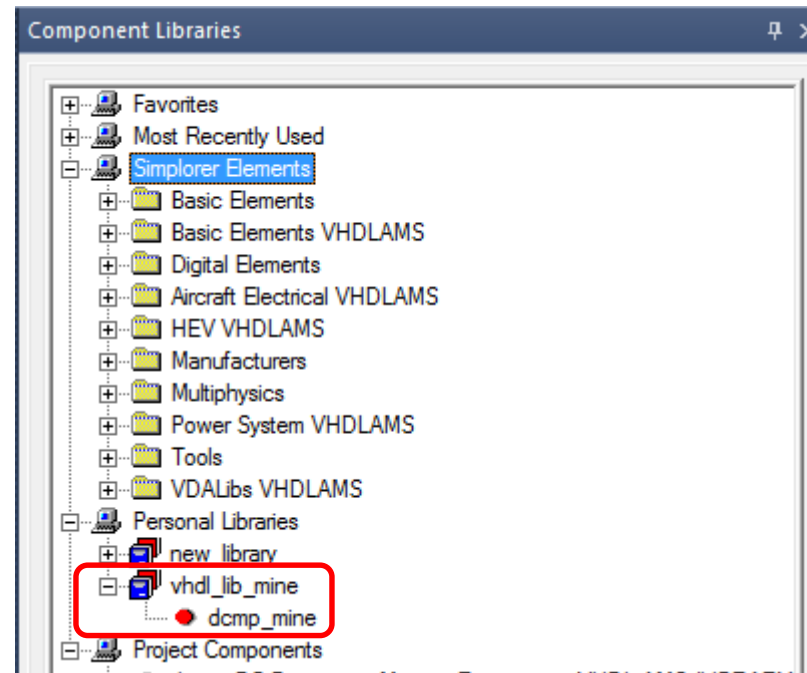 Component Libraries
Favorites
Most Recently Used
Simplorer Elements
Basic Elements
Basic Elements VHDLAMS
Digital Elements
Aircraft Electrical VHDLAMS
HEV VHDLAMS
Manufacturers
Multiphysics
Power System VHDLAMS
Tools
VDALibs VHDLAMS
Personal Libraries
new_library
vhdl_lib_mine
dcmp_mine
Project Components